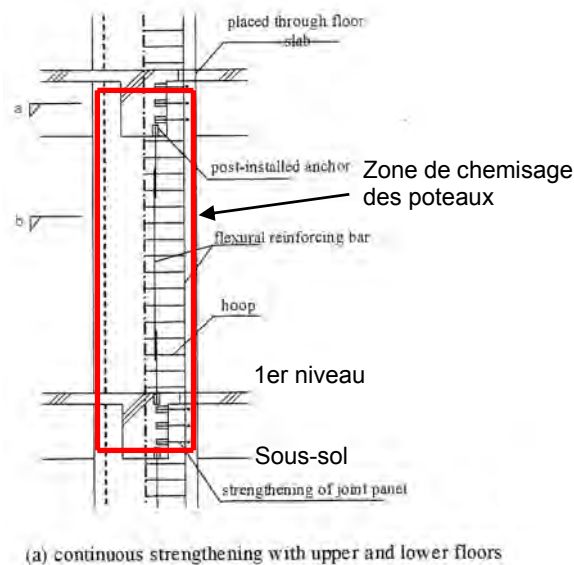 placed through floor
slab
a
post-installed anchor
Zone de chemisage
des poteaux
b
flexural reinforcing bar
hoop
1er niveau
Sous-sol
strengthening of joint panel
(a) continuous strengthening with upper and lower floors